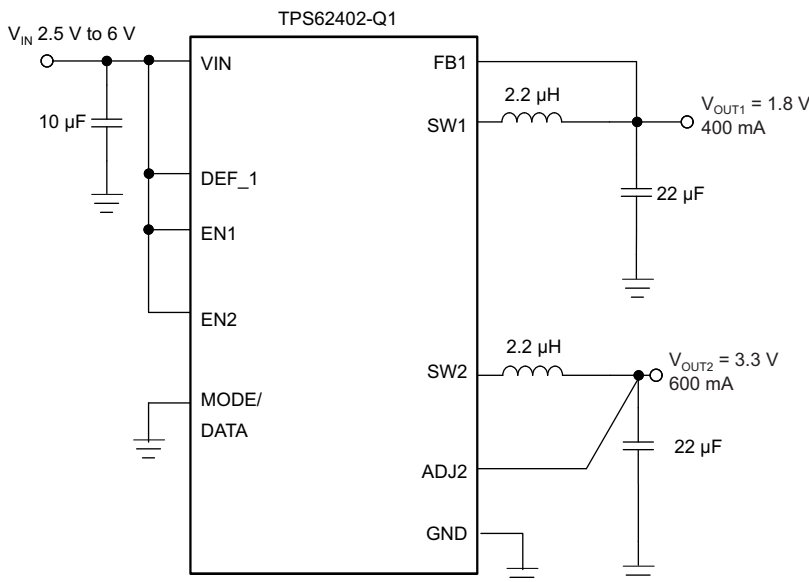 TPS62402-Q1
VIN 2.5 V to 6 V
VIN
FB1
2.2 µH
10 µF
SW1
VOUT1 = 1.8 V
400 mA
DEF_1
22 µF
EN1
EN2
2.2 µH
SW2
VOUT2 = 3.3 V
600 mA
MODE/
DATA
22 µF
ADJ2
GND